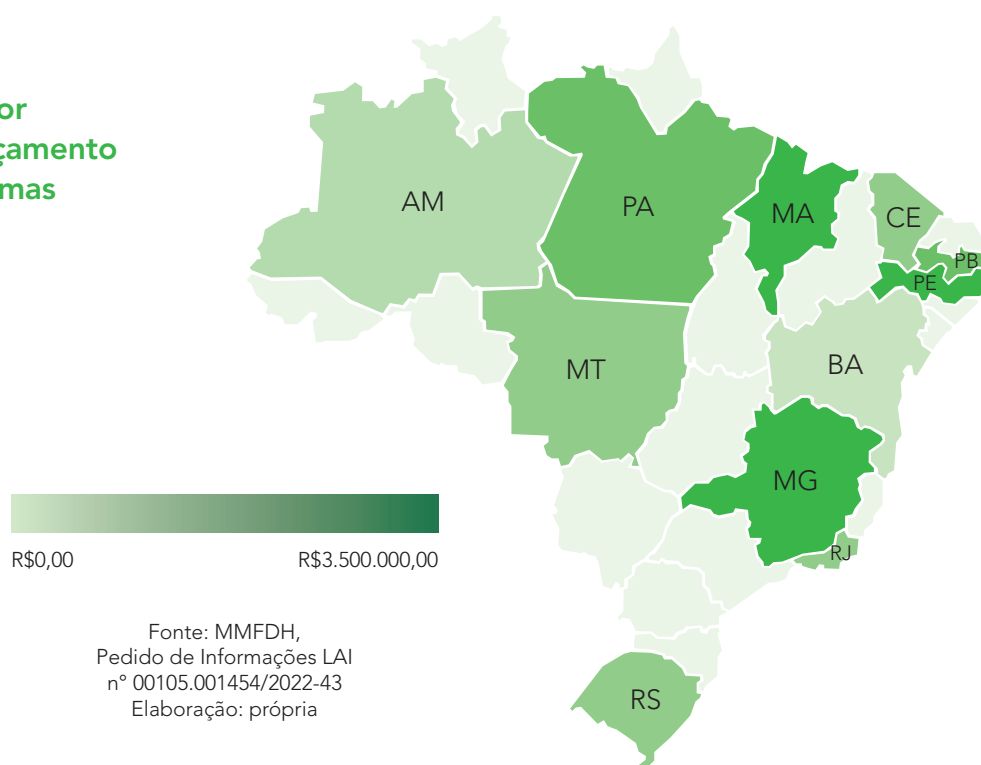 or
çamento
mas
AM
PA
MA
CE
PB
PE
MT
BA
MG
RJ
RS
R$0,00
R$3.500.000,00
Fonte: MMFDH,
Pedido de Informações LAI
n° 00105.001454/2022-43
Elaboração: própria